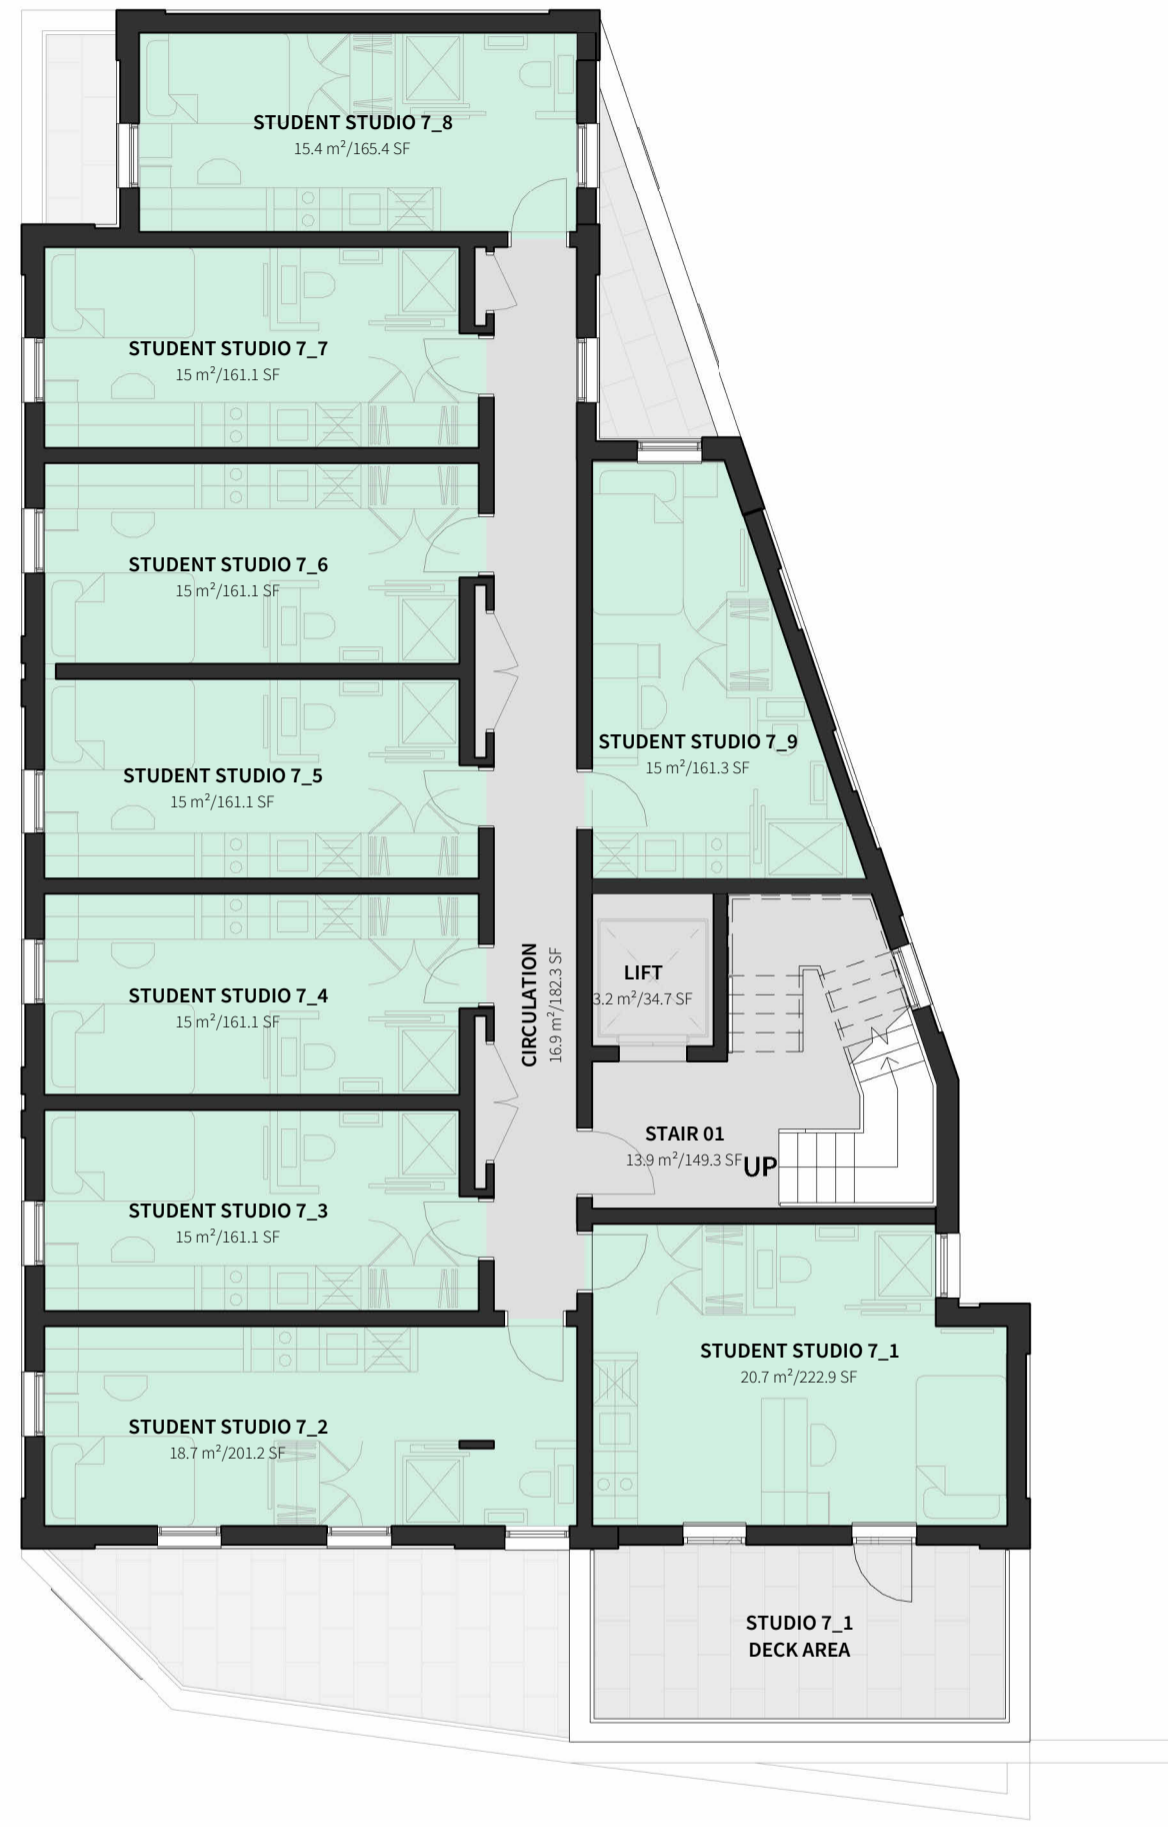 STUDENT STUDIO 7_8
15.4 m²/165.4 SF
STUDENT STUDIO 7_7
15 m²/161.1 SF
STUDENT STUDIO 7_6
15 m²/161.1 SF
STUDENT STUDIO 7_9
15 m²/161.3 SF
STUDENT STUDIO 7_5
15 m²/161.1 SF
CIRCULATION
16.9 m²/182.3 SF
LIFT
3.2 m²/34.7 SF
STUDENT STUDIO 7_4
15 m²/161.1 SF
STAIR 01
13.9 m²/149.3 SF
UP
STUDENT STUDIO 7_3
15 m²/161.1 SF
STUDENT STUDIO 7_1
20.7 m²/222.9 SF
STUDENT STUDIO 7_2
18.7 m²/201.2 SF
STUDIO 7_1
DECK AREA